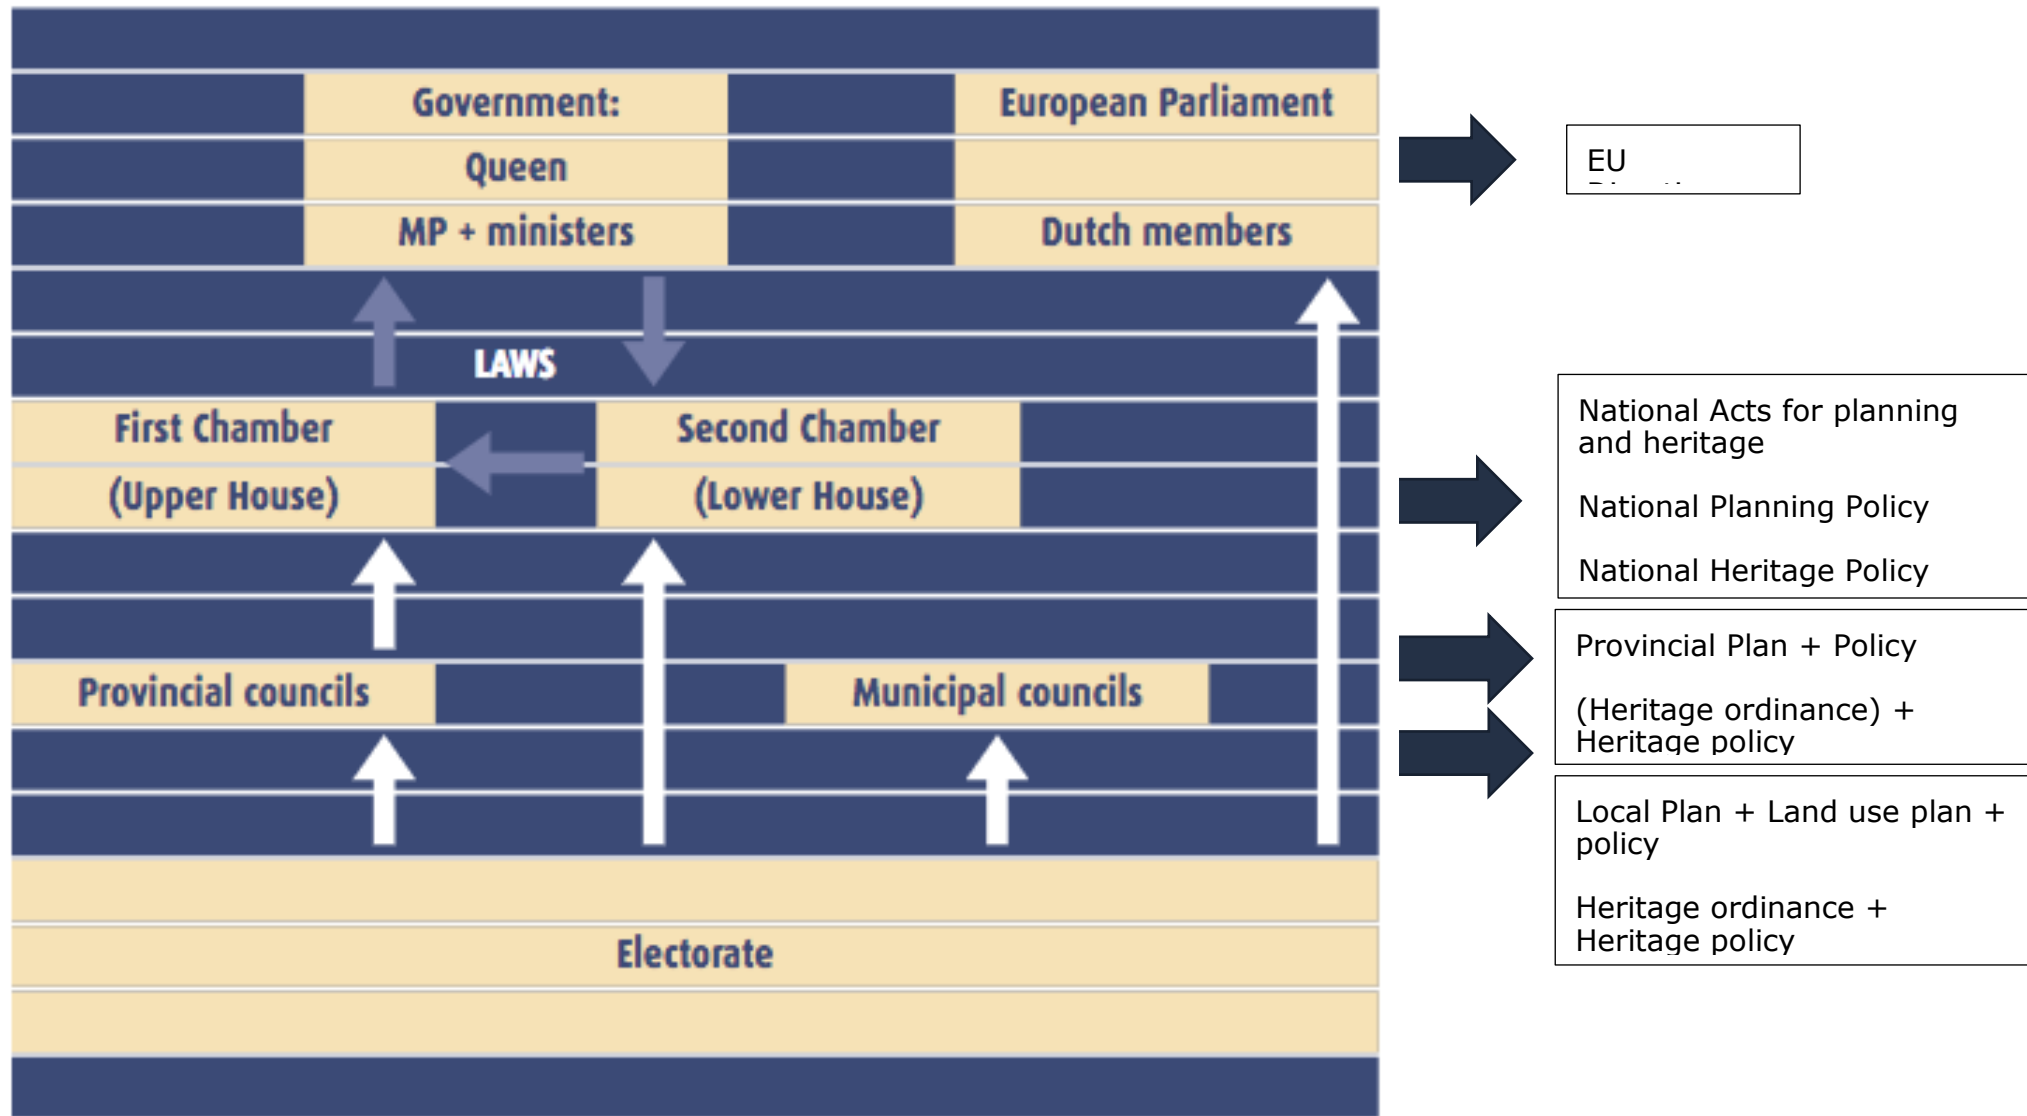 Government:
European Parliament
Queen
MP + ministers
Dutch members
LAWS
First Chamber
(Upper House)
Second Chamber
(Lower House)
Provincial councils
Municipal councils
Electorate
EU
National Acts for planning
and heritage
National Planning Policy
National Heritage Policy
Provincial Plan + Policy
(Heritage ordinance) +
Heritage policy
Local Plan + Land use plan +
policy
Heritage ordinance +
Heritage policy